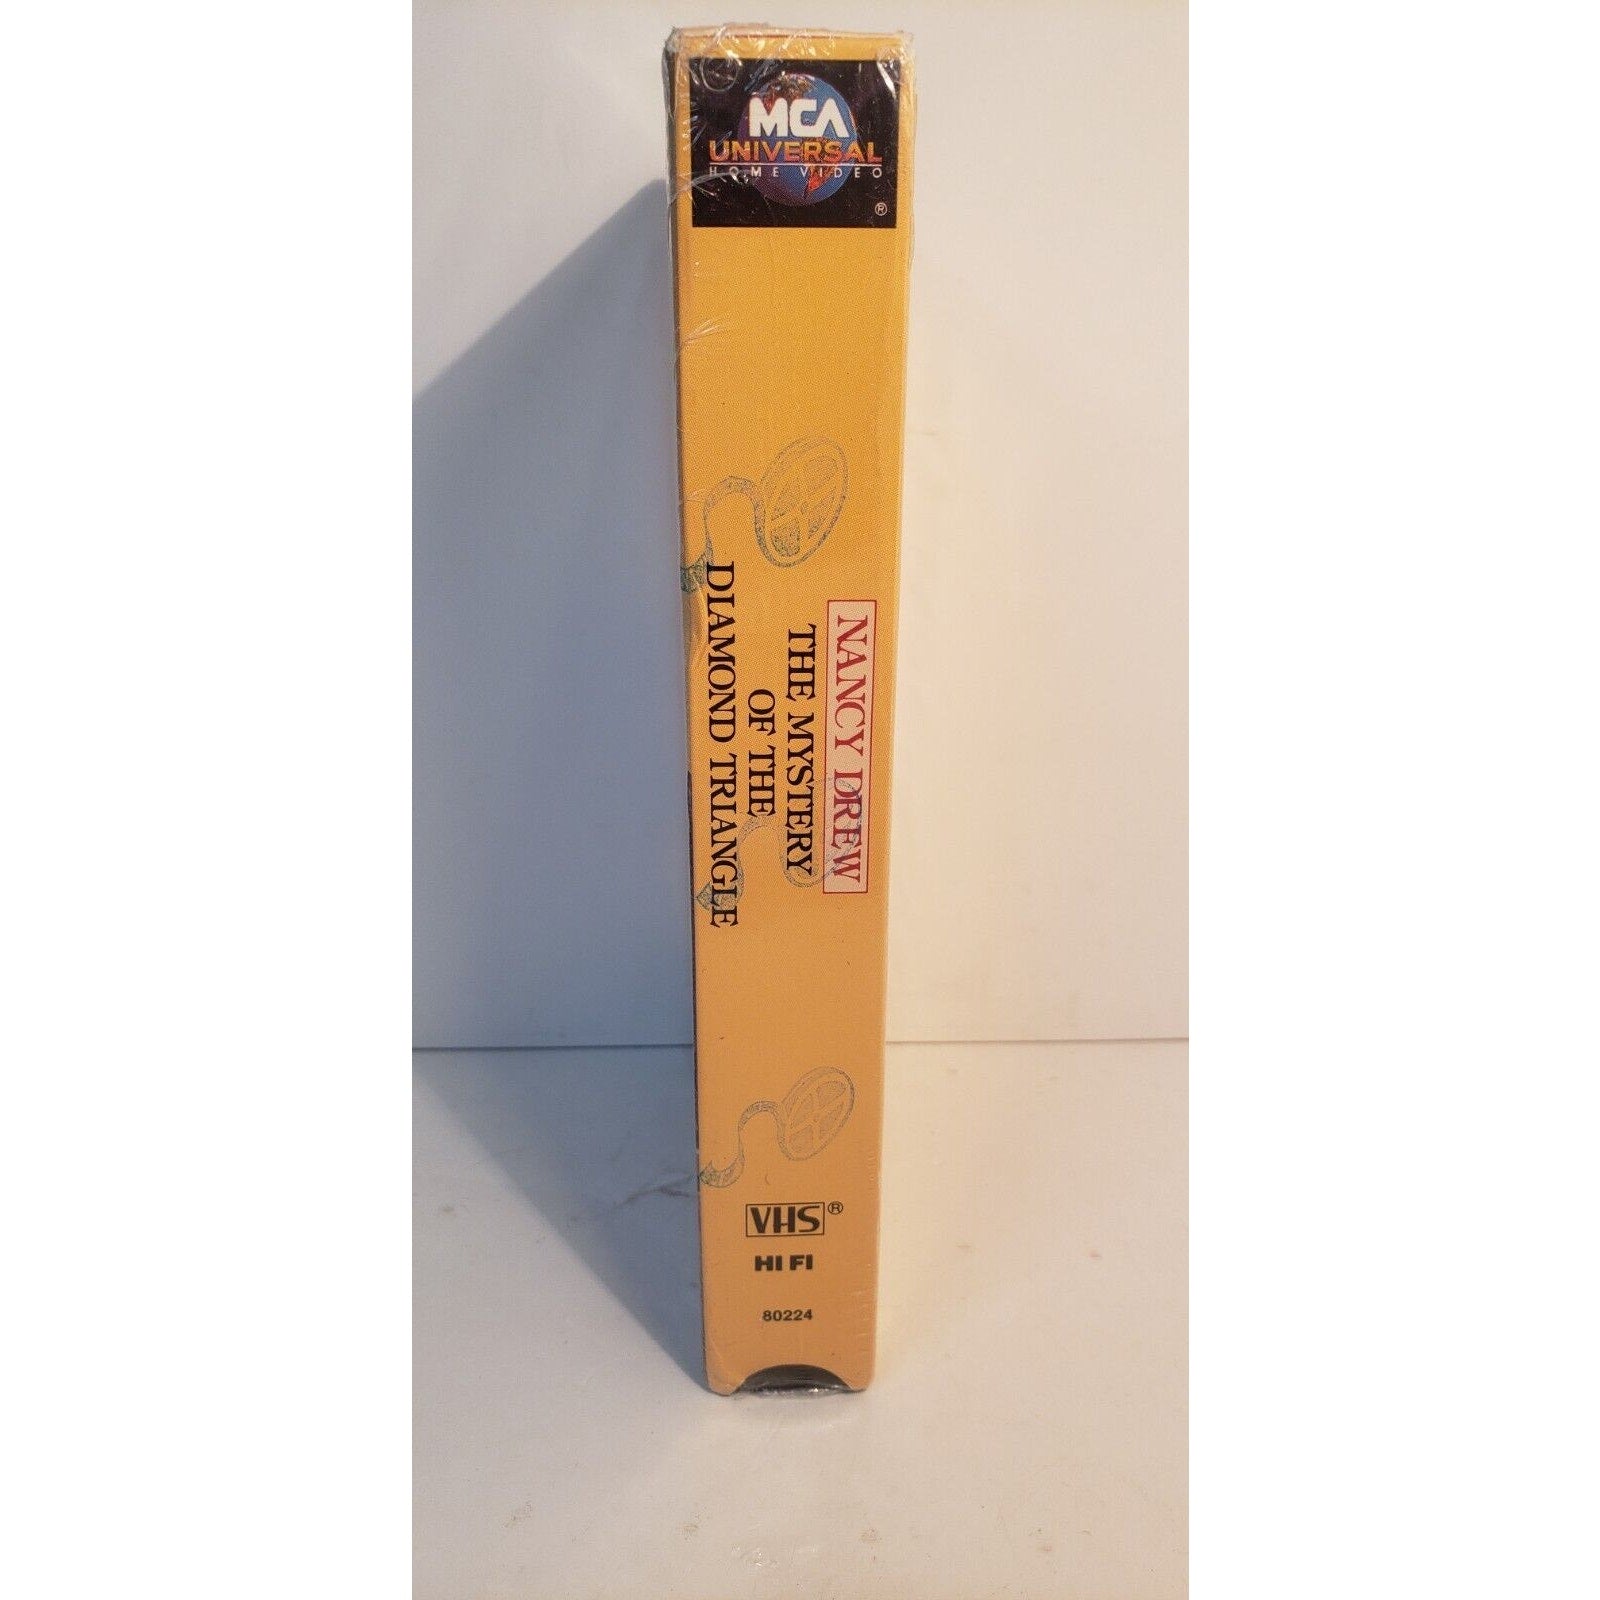 MCA
UNIVERSAL
HOME VIDEO
®
NANCY DREW
THE MYSTERY
OF THE
DIAMOND TRIANGLE
VHS®
HI FI
80224